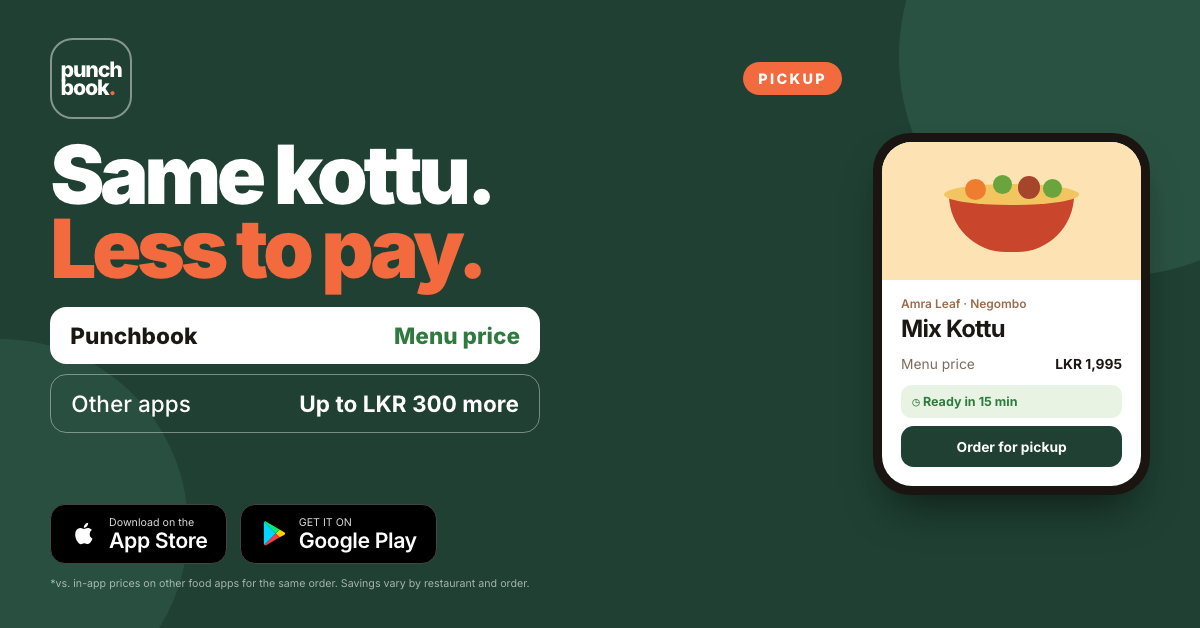 punch
book.
PICKUP
Same kottu.
Less to pay.
Punchbook Menu price
Other apps Up to LKR 300 more
Amra Leaf · Negombo
Mix Kottu
Menu price LKR 1,995
◷ Ready in 15 min
Order for pickup
Download on the
App Store
GET IT ON
Google Play
*vs. in-app prices on other food apps for the same order. Savings vary by restaurant and order.